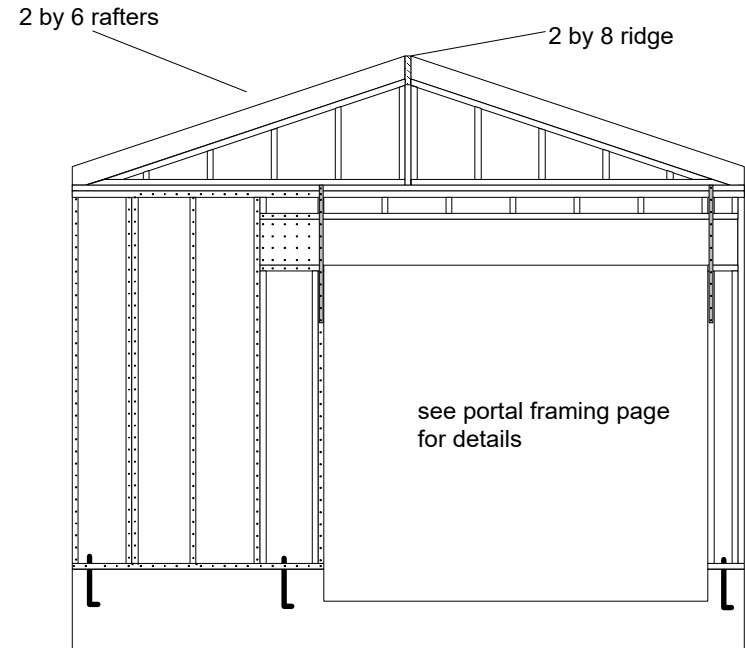 2 by 6 rafters
2 by 8 ridge
see portal framing page
for details